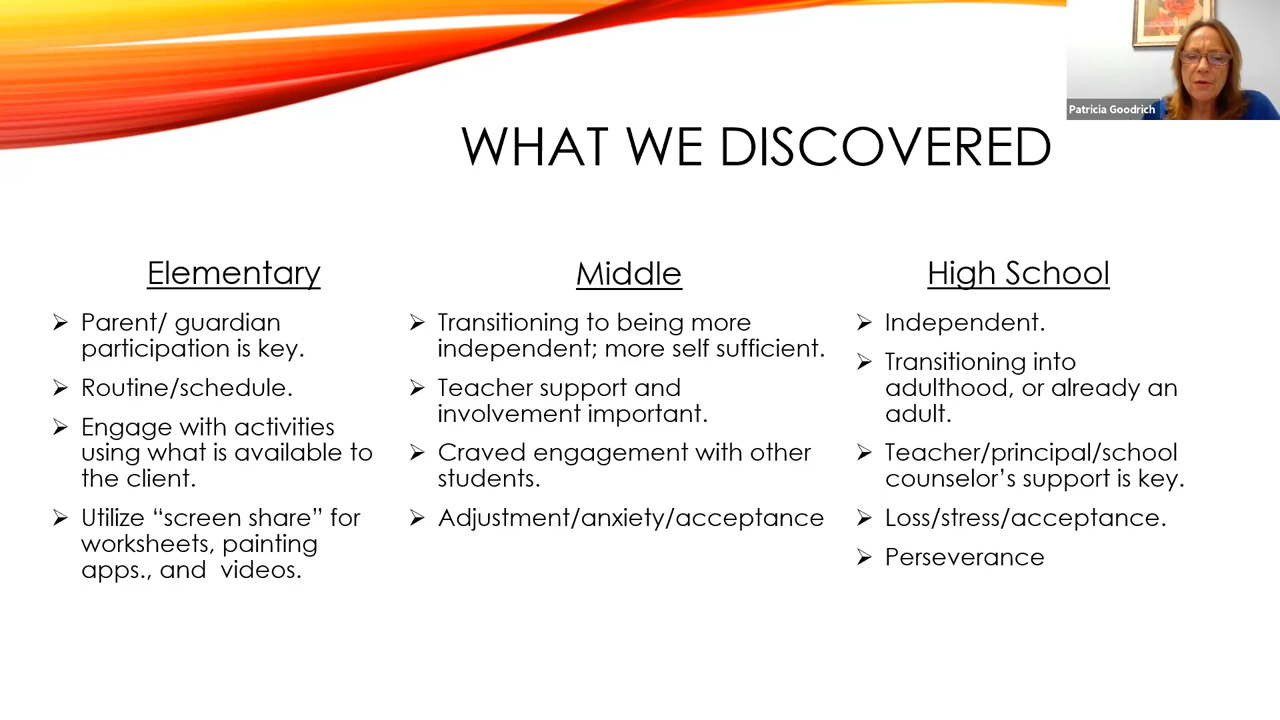 Patricia Goodrich
WHAT WE DISCOVERED
Elementary
➢ Parent/ guardian
participation is key.
➢ Routine/schedule.
➢ Engage with activities
using what is available to
the client.
➢ Utilize “screen share” for
worksheets, painting
apps., and  videos.
Middle
➢ Transitioning to being more
independent; more self sufficient.
➢ Teacher support and
involvement important.
➢ Craved engagement with other
students.
➢ Adjustment/anxiety/acceptance
High School
➢ Independent.
➢ Transitioning into
adulthood, or already an
adult.
➢ Teacher/principal/school
counselor’s support is key.
➢ Loss/stress/acceptance.
➢ Perseverance